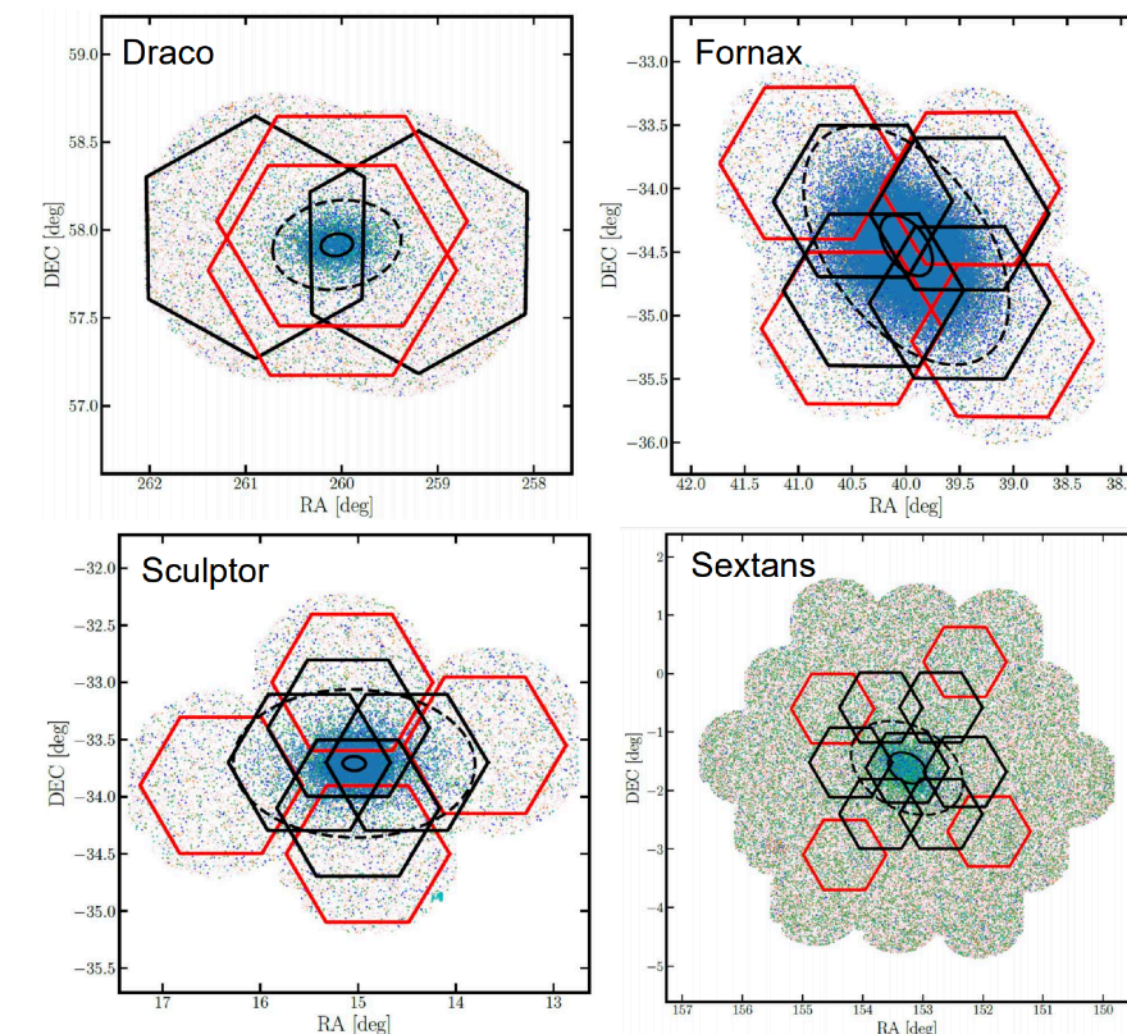 Draco
59.0
58.5
58.0
57.5
57.0
DEC [deg]
262 261 260 259 258
RA [deg]
Fornax
−33.0
−33.5
−34.0
−34.5
−35.0
−35.5
−36.0
DEC [deg]
42.0 41.5 41.0 40.5 40.0 39.5 39.0 38.5
RA [deg]
Sculptor
−32.0
−32.5
−33.0
−33.5
−34.0
−34.5
−35.0
−35.5
DEC [deg]
17 16 15 14 13
RA [deg]
Sextans
2
1
0
−1
−2
−3
−4
−5
DEC [deg]
157 156 155 154 153 152 151 150
RA [deg]